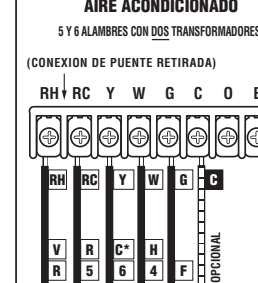 AIRE ACONDICIONADO
5 Y 6 ALAMBRES CON DOS TRANSFORMADORES
(CONEXION DE PUENTE RETIRADA)
RH RC Y W G C O
RH RC Y W G C
V R C* H
R 5 6 4 F
OPCIONAL